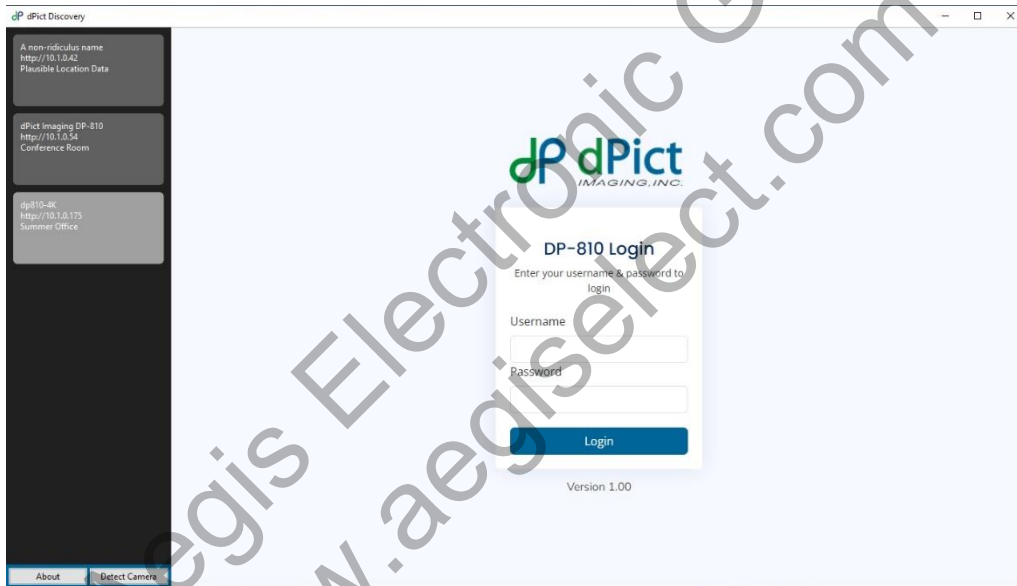 dP dPict Discovery
A non-ridiculus name
http://10.1.0.42
Plausible Location Data
dPict Imaging DP-810
http://10.1.0.54
Conference Room
dp810-4K
http://10.1.0.175
Summer Office
dP dPict
IMAGING, INC.
DP-810 Login
Enter your username & password to
login
Username
Password
Login
Version 1.00
About
Detect Camera
egis Electronic G
w.aegiselect.com